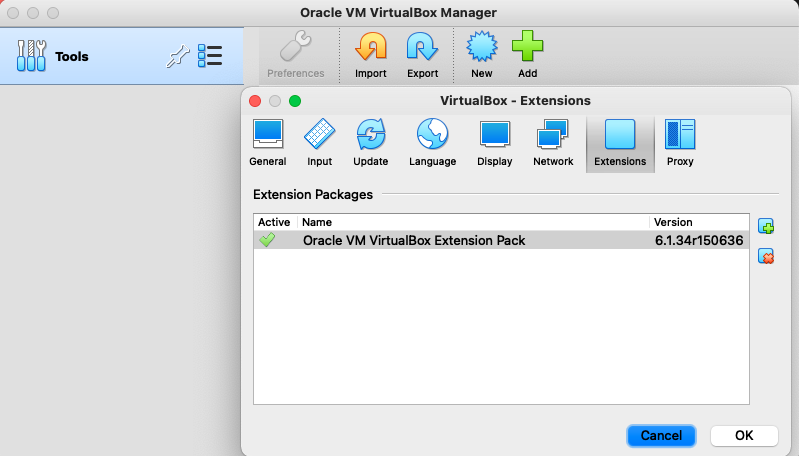 Oracle VM VirtualBox Manager
Tools
Preferences Import Export New Add
VirtualBox - Extensions
General Input Update Language Display Network Extensions Proxy
Extension Packages
Active Name Version
Oracle VM VirtualBox Extension Pack 6.1.34r150636
Cancel OK